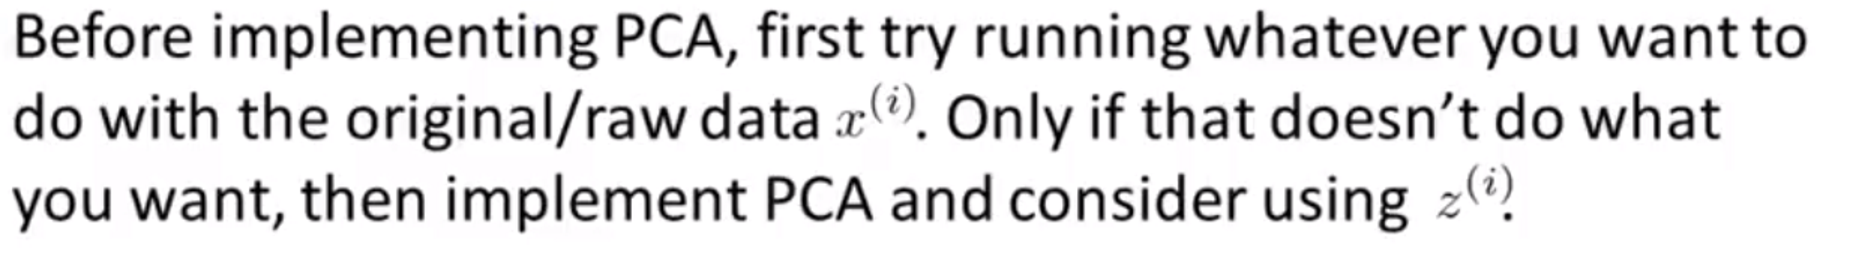 Before implementing PCA, first try running whatever you want to
do with the original/raw data x^{(i)}. Only if that doesn’t do what
you want, then implement PCA and consider using z^{(i)}.